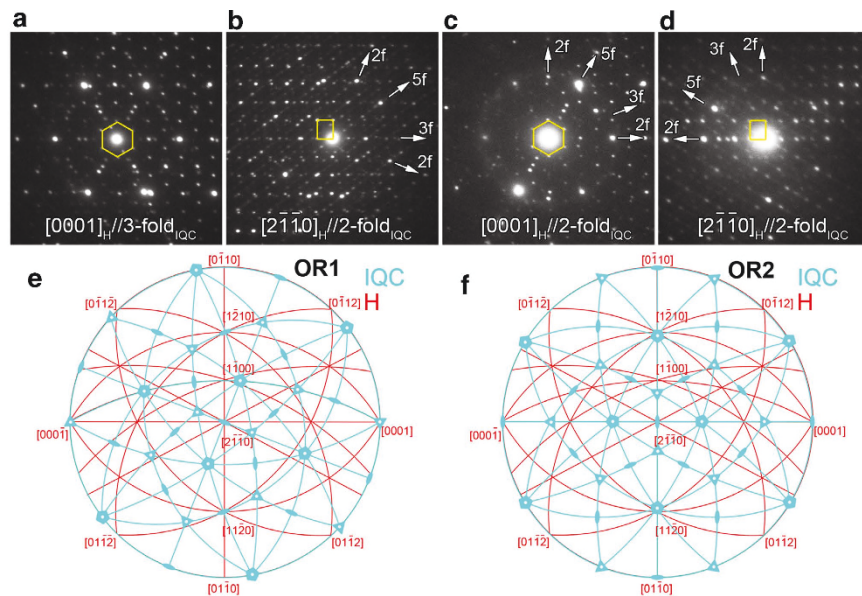 a b c d
2f 5f 3f 2f
2f 5f 3f 2f
3f 2f 5f 2f
[0001]H//3-foldIQC
[21̄1̄0]H//2-foldIQC
[0001]H//2-foldIQC
[21̄1̄0]H//2-foldIQC
e
OR1
[01̄10]
[01̄12̄]
[01̄12]
[12̄10]
[11̄00]
[0001̄]
[0001]
[21̄1̄0]
[112̄0]
[011̄2̄]
[011̄2]
[011̄0]
f
OR2
IQC
H
[01̄10]
[01̄12̄]
[01̄12]
[12̄10]
[11̄00]
[0001̄]
[0001]
[21̄1̄0]
[112̄0]
[011̄2̄]
[011̄2]
[011̄0]